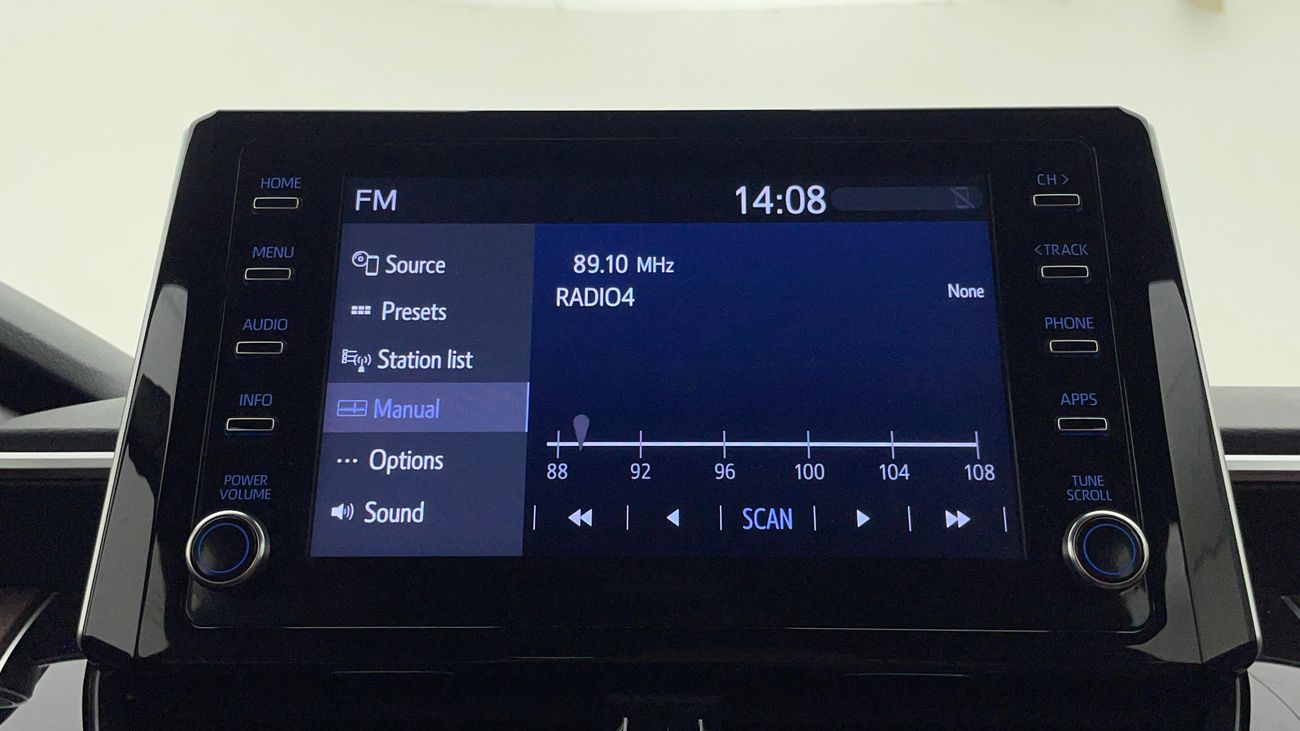 HOME
MENU
AUDIO
INFO
POWER
VOLUME
FM
14:08
Source
Presets
Station list
Manual
Options
Sound
89.10 MHz
RADIO4
None
88 92 96 100 104 108
SCAN
CH >
< TRACK
PHONE
APPS
TUNE
SCROLL